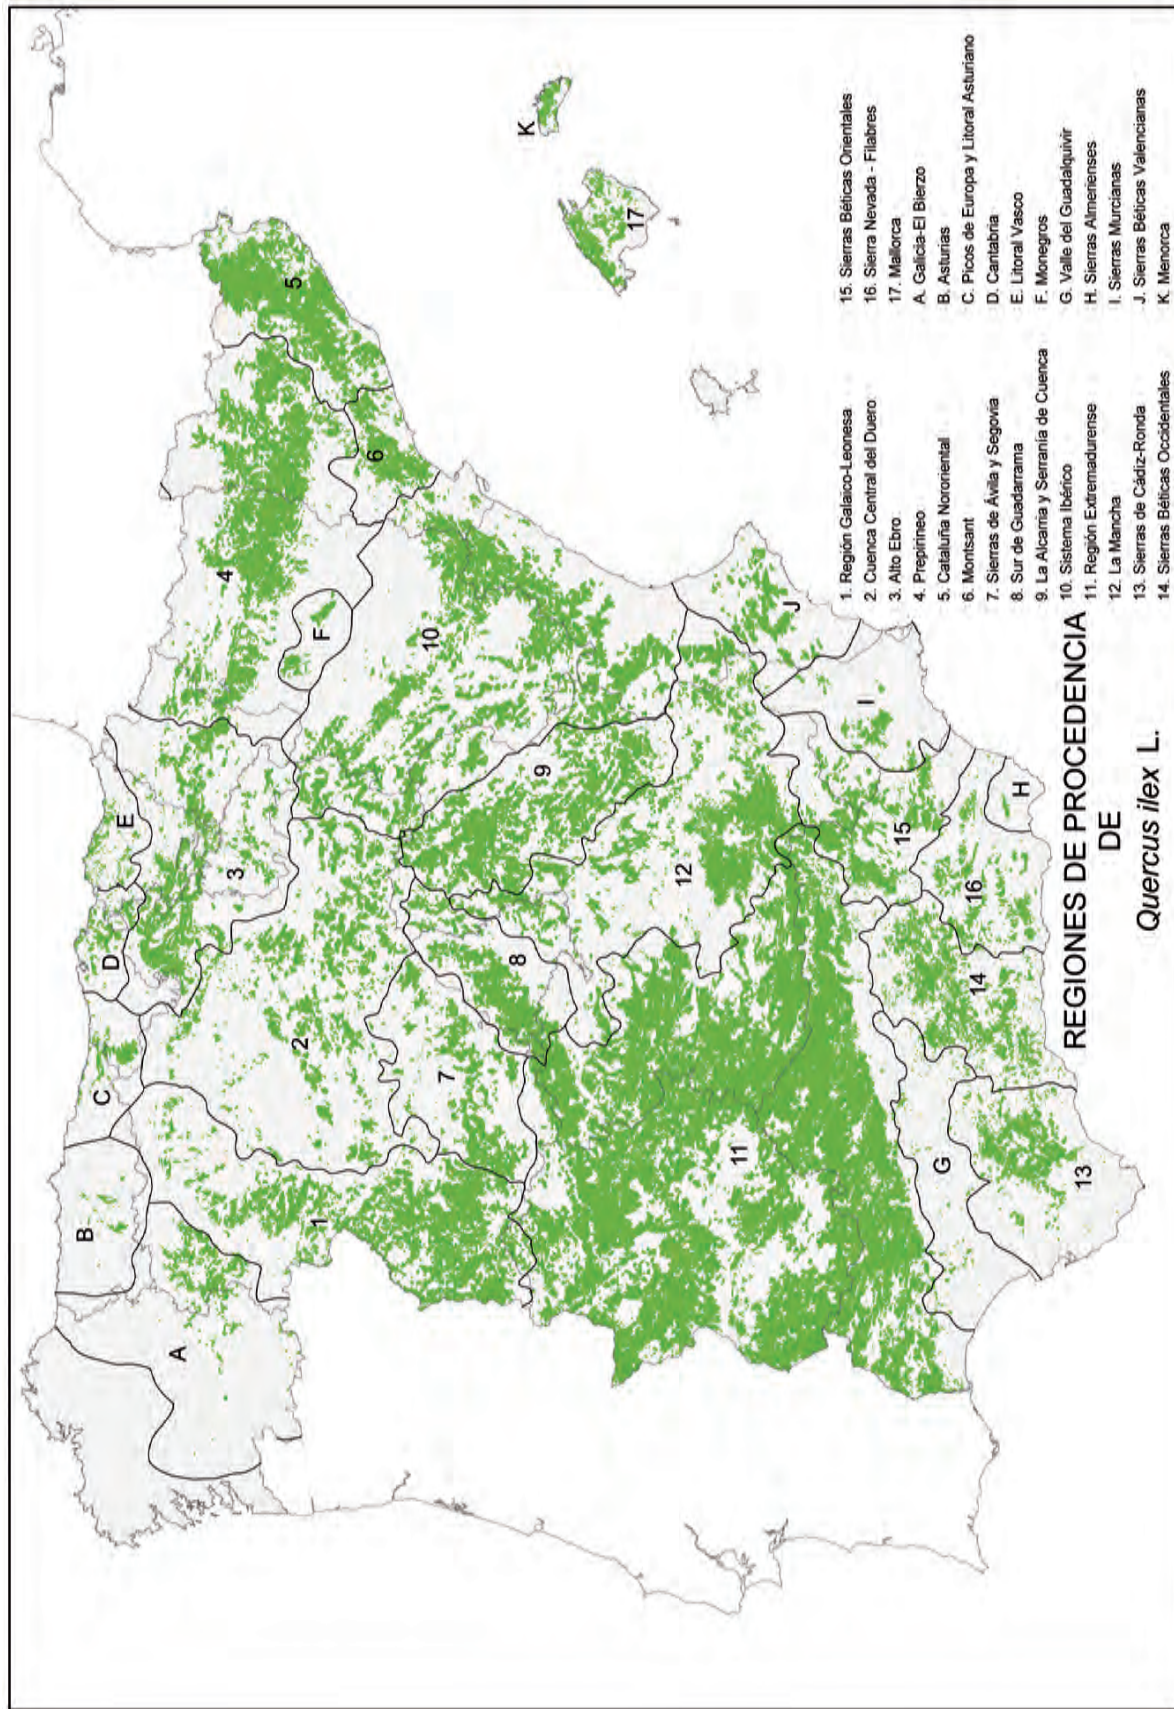 B
C
D
E
A
1
2
3
4
5
6
F
7
8
9
10
11
12
G
13
14
15
16
H
I
J
K
17
REGIONES DE PROCEDENCIA
DE
Quercus ilex L.
1. Región Galaico-Leonesa
2. Cuenca Central del Duero
3. Alto Ebro
4. Prepirineo
5. Cataluña Nororiental
6. Montsant
7. Sierras de Ávila y Segovia
8. Sur de Guadarrama
9. La Alcarria y Serranía de Cuenca
10. Sistema Ibérico
11. Región Extremadurense
12. La Mancha
13. Sierras de Cádiz-Ronda
14. Sierras Béticas Occidentales
15. Sierras Béticas Orientales
16. Sierra Nevada - Filabres
17. Mallorca
A. Galicia-El Bierzo
B. Asturias
C. Picos de Europa y Litoral Asturiano
D. Cantabria
E. Litoral Vasco
F. Monegros
G. Valle del Guadalquivir
H. Sierras Almerienses
I. Sierras Murcianas
J. Sierras Béticas Valencianas
K. Menorca